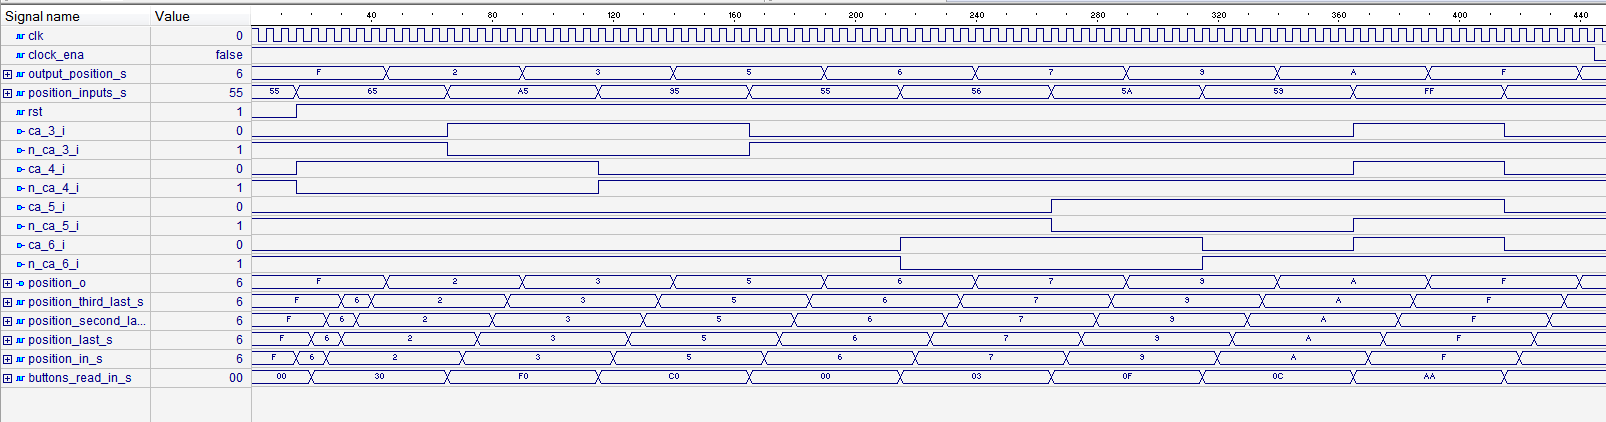 Signal name Value 40 80 120 160 200 240 280 320 360 400 440
clk 0
clock_ena false
output_position_s 6 F 2 3 5 6 7 9 A F
position_inputs_s 55 55 65 A5 95 55 56 5A 59 FF
rst 1
ca_3_i 0
n_ca_3_i 1
ca_4_i 0
n_ca_4_i 1
ca_5_i 0
n_ca_5_i 1
ca_6_i 0
n_ca_6_i 1
position_o 6 F 2 3 5 6 7 9 A F
position_third_last_s 6 F 6 2 3 5 6 7 9 A F
position_second_la... 6 F 6 2 3 5 6 7 9 A F
position_last_s 6 F 6 2 3 5 6 7 9 A F
position_in_s 6 F 6 2 3 5 6 7 9 A F
buttons_read_in_s 00 00 30 F0 C0 00 03 0F 0C AA